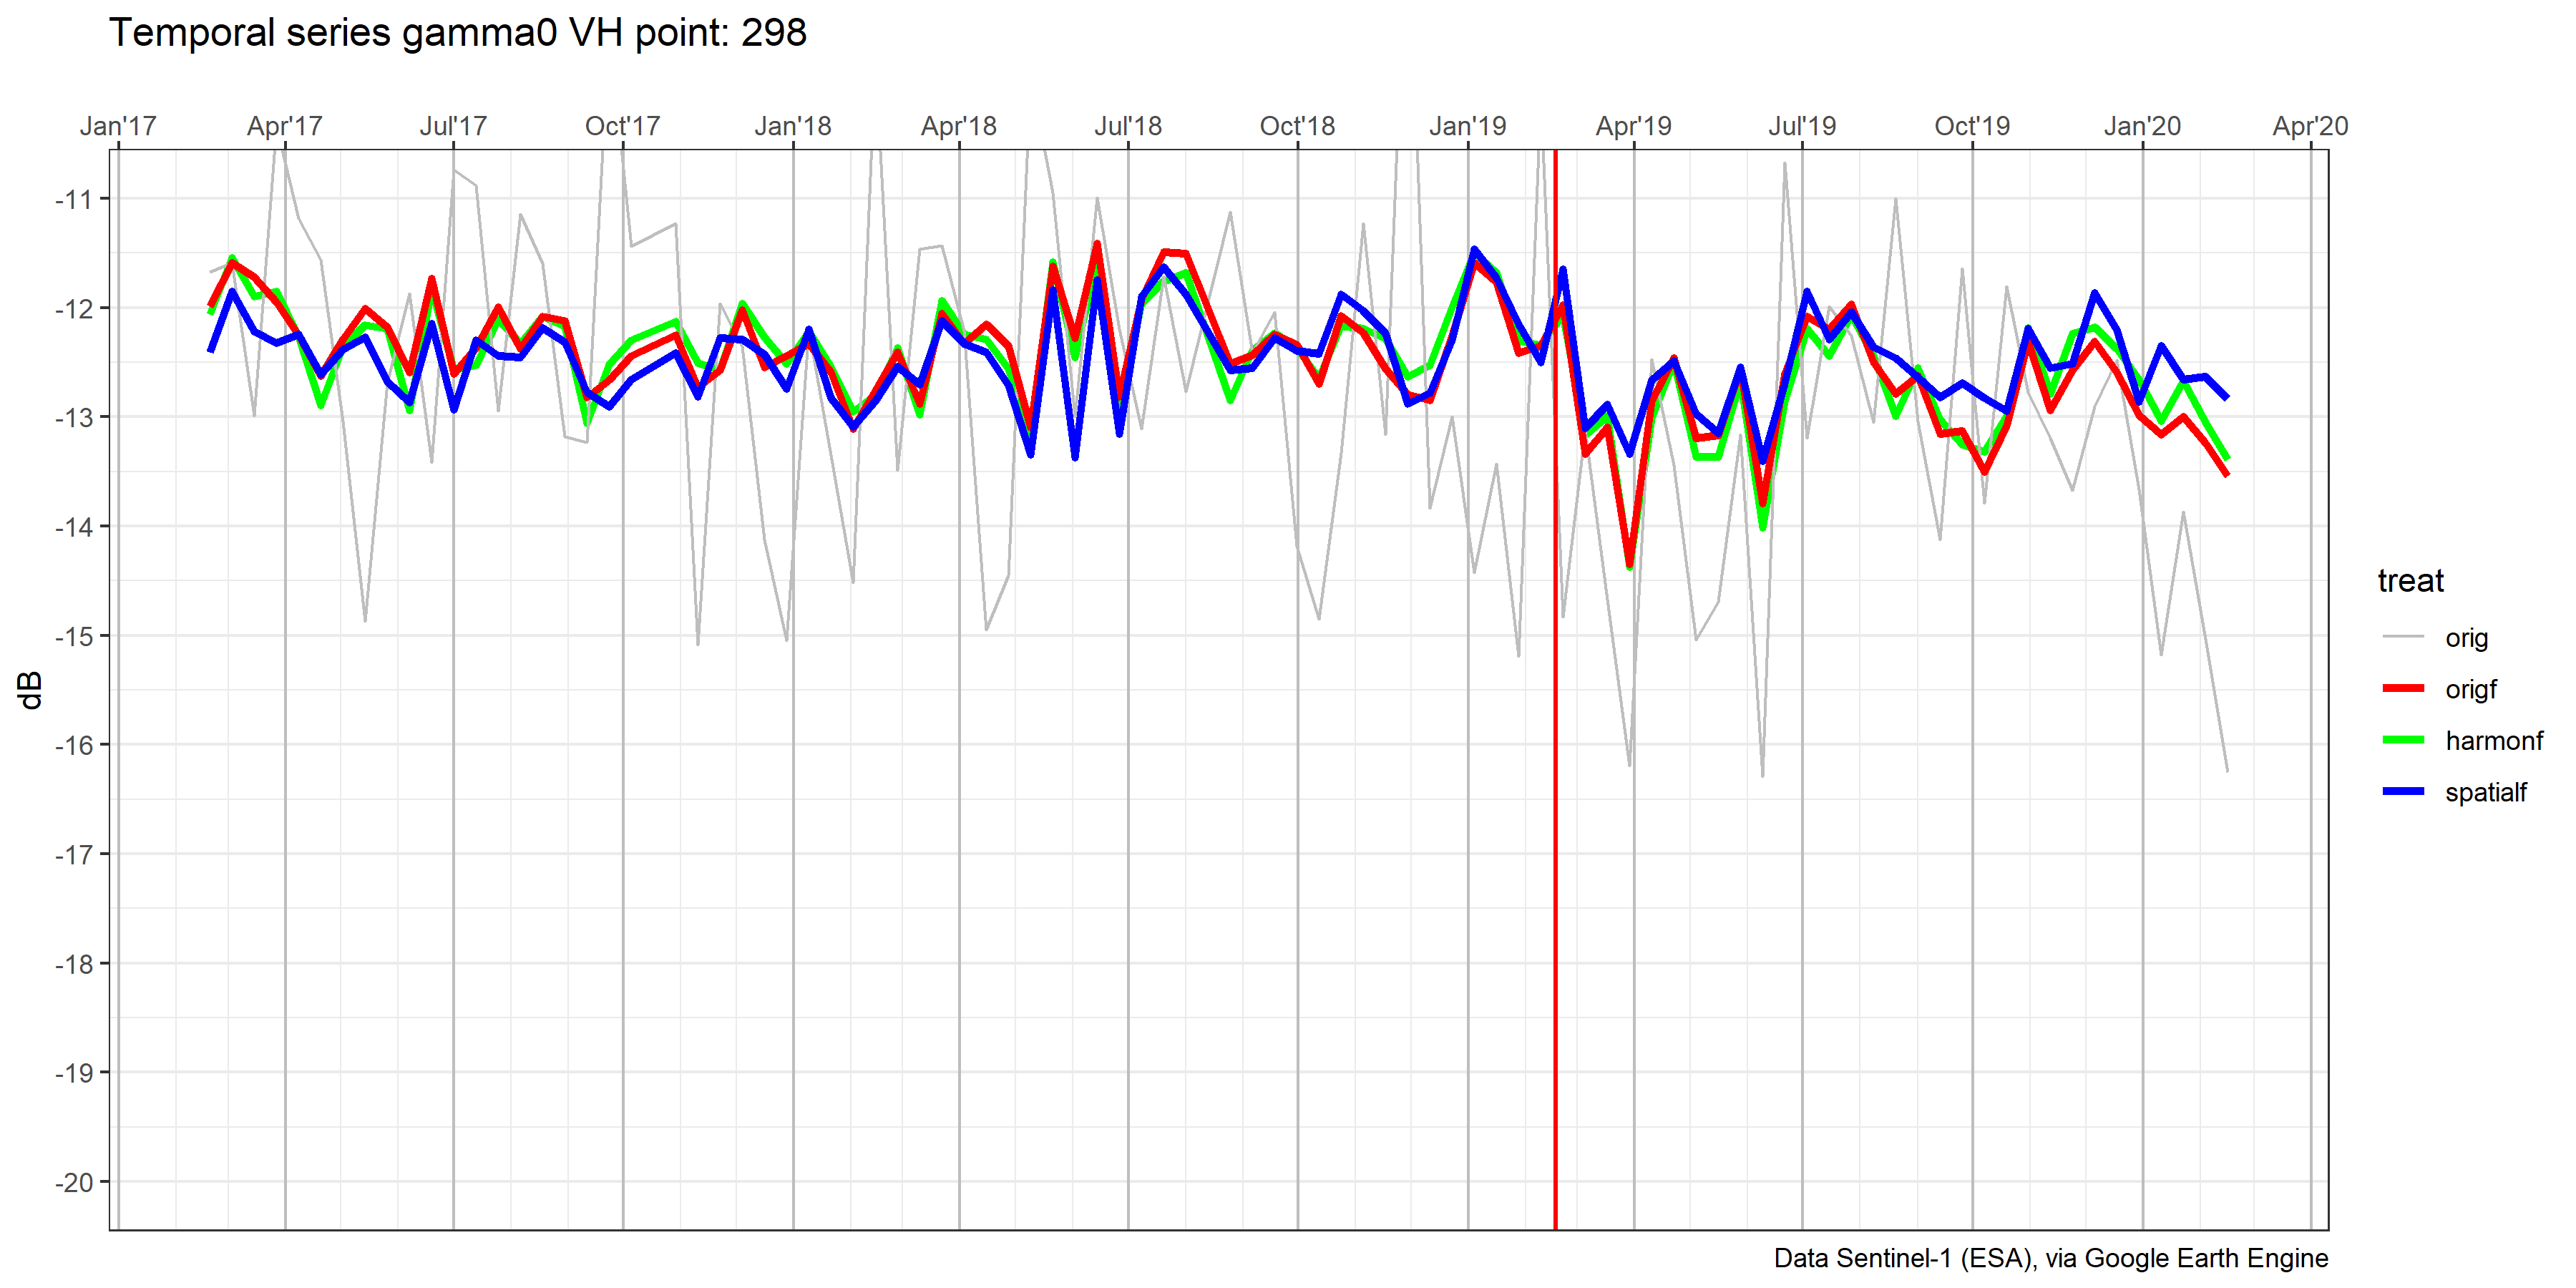 Temporal series gamma0 VH point: 298
Jan'17 Apr'17 Jul'17 Oct'17 Jan'18 Apr'18 Jul'18 Oct'18 Jan'19 Apr'19 Jul'19 Oct'19 Jan'20 Apr'20
-11
-12
-13
-14
-15
-16
-17
-18
-19
-20
dB
treat
orig
origf
harmonf
spatialf
Data Sentinel-1 (ESA), via Google Earth Engine